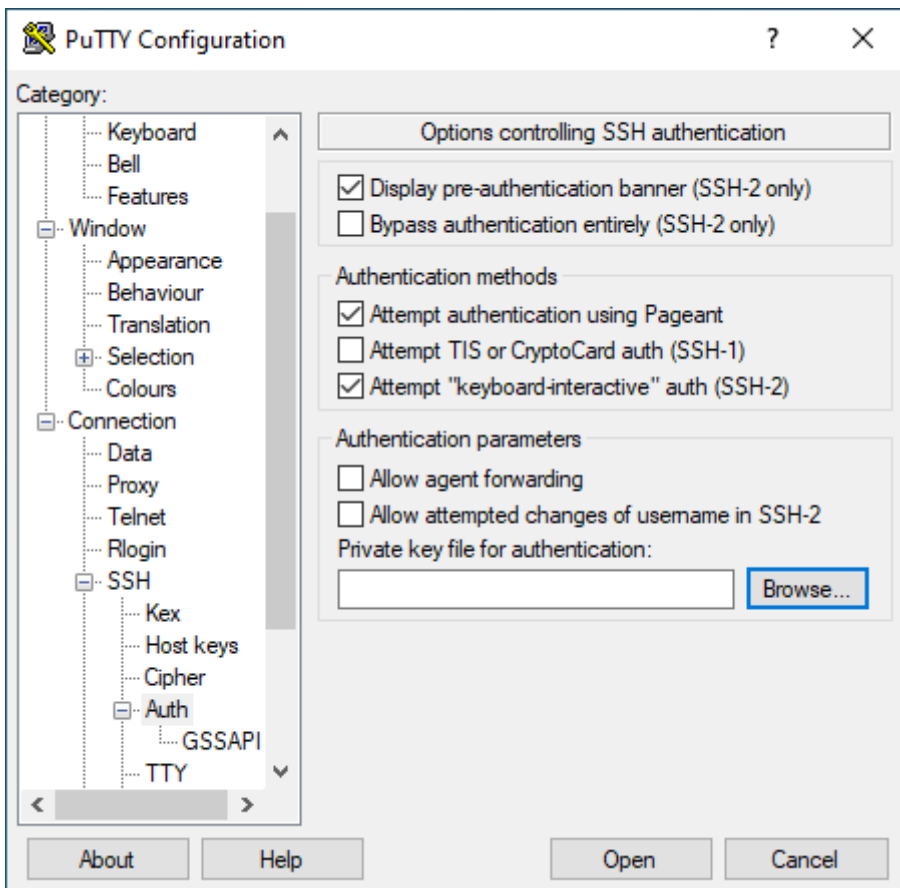 PuTTY Configuration
?
Category:
Keyboard
Bell
Features
Window
Appearance
Behaviour
Translation
Selection
Colours
Connection
Data
Proxy
Telnet
Rlogin
SSH
Kex
Host keys
Cipher
Auth
GSSAPI
TTY
Options controlling SSH authentication
Display pre-authentication banner (SSH-2 only)
Bypass authentication entirely (SSH-2 only)
Authentication methods
Attempt authentication using Pageant
Attempt TIS or CryptoCard auth (SSH-1)
Attempt "keyboard-interactive" auth (SSH-2)
Authentication parameters
Allow agent forwarding
Allow attempted changes of username in SSH-2
Private key file for authentication:
Browse...
About
Help
Open
Cancel